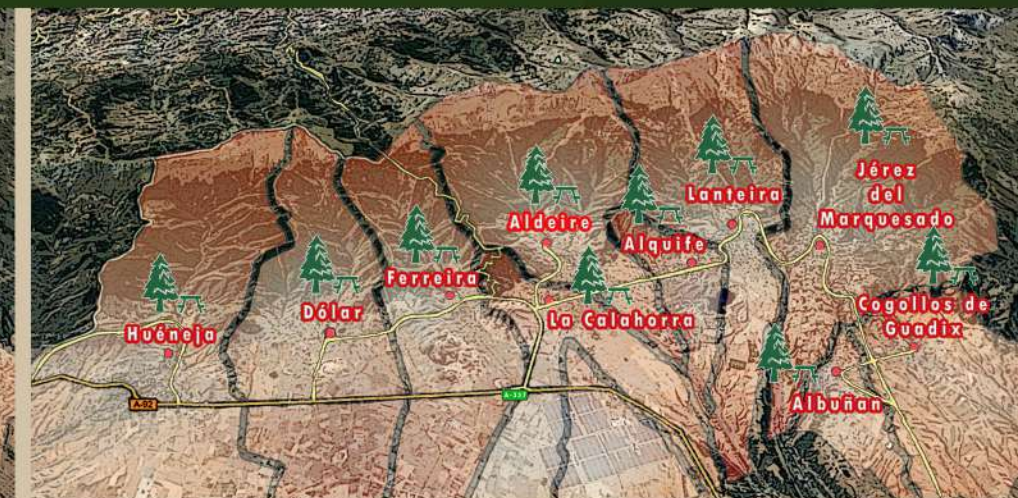 Huéneja
Dólar
Ferreira
Aldeire
Alquife
La Calahorra
Lanteira
Jérez
del
Marquesado
Cogollos de
Guadix
Albuñan
A-92
A-337